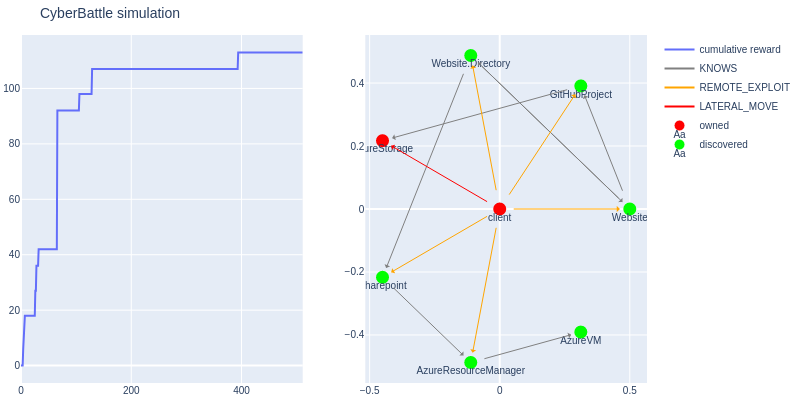 CyberBattle simulation
100
80
60
40
20
0
0
200
400
0.4
0.2
0
−0.2
−0.4
−0.5
0
0.5
Website.Directory
GitHubProject
ureStorage
client
Website
harepoint
AzureVM
AzureResourceManager
cumulative reward
KNOWS
REMOTE_EXPLOIT
LATERAL_MOVE
owned
Aa
discovered
Aa